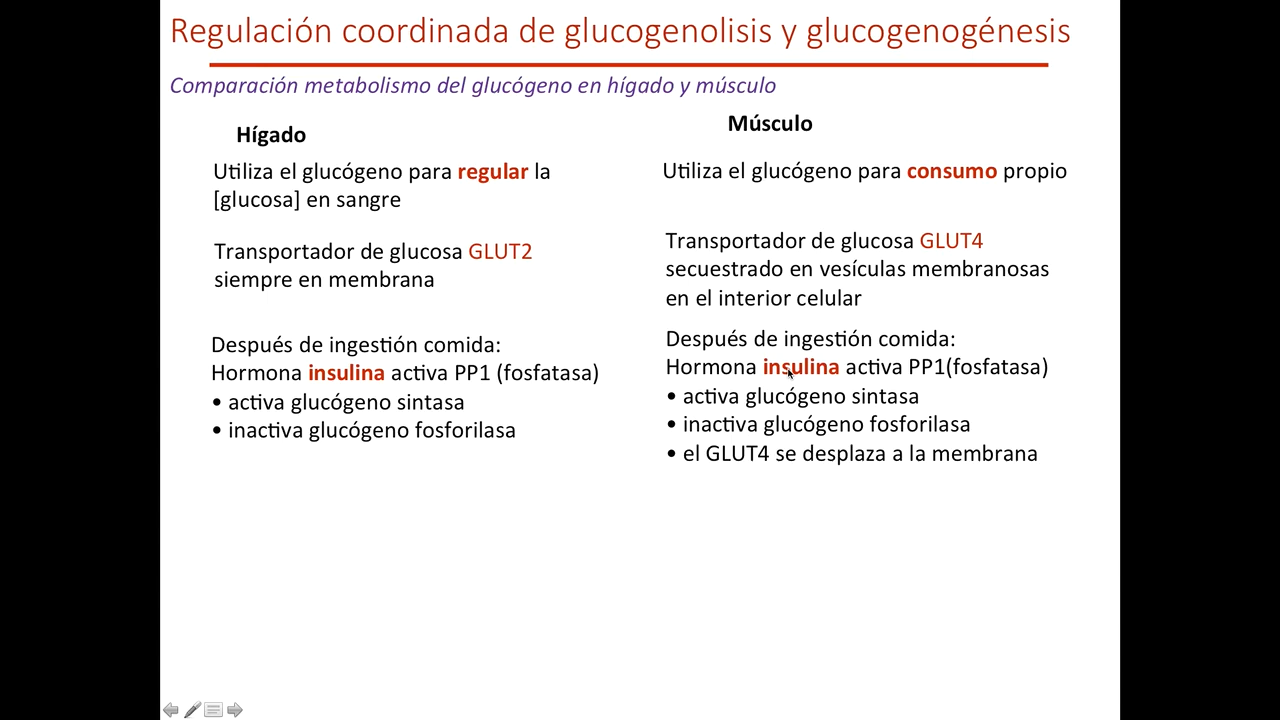 Regulación coordinada de glucogenolisis y glucogenogénesis
Comparación metabolismo del glucógeno en hígado y músculo
Hígado
Utiliza el glucógeno para regular la
[glucosa] en sangre
Transportador de glucosa GLUT2
siempre en membrana
Después de ingestión comida:
Hormona insulina activa PP1 (fosfatasa)
• activa glucógeno sintasa
• inactiva glucógeno fosforilasa
Músculo
Utiliza el glucógeno para consumo propio
Transportador de glucosa GLUT4
secuestrado en vesículas membranosas
en el interior celular
Después de ingestión comida:
Hormona insulina activa PP1(fosfatasa)
• activa glucógeno sintasa
• inactiva glucógeno fosforilasa
• el GLUT4 se desplaza a la membrana